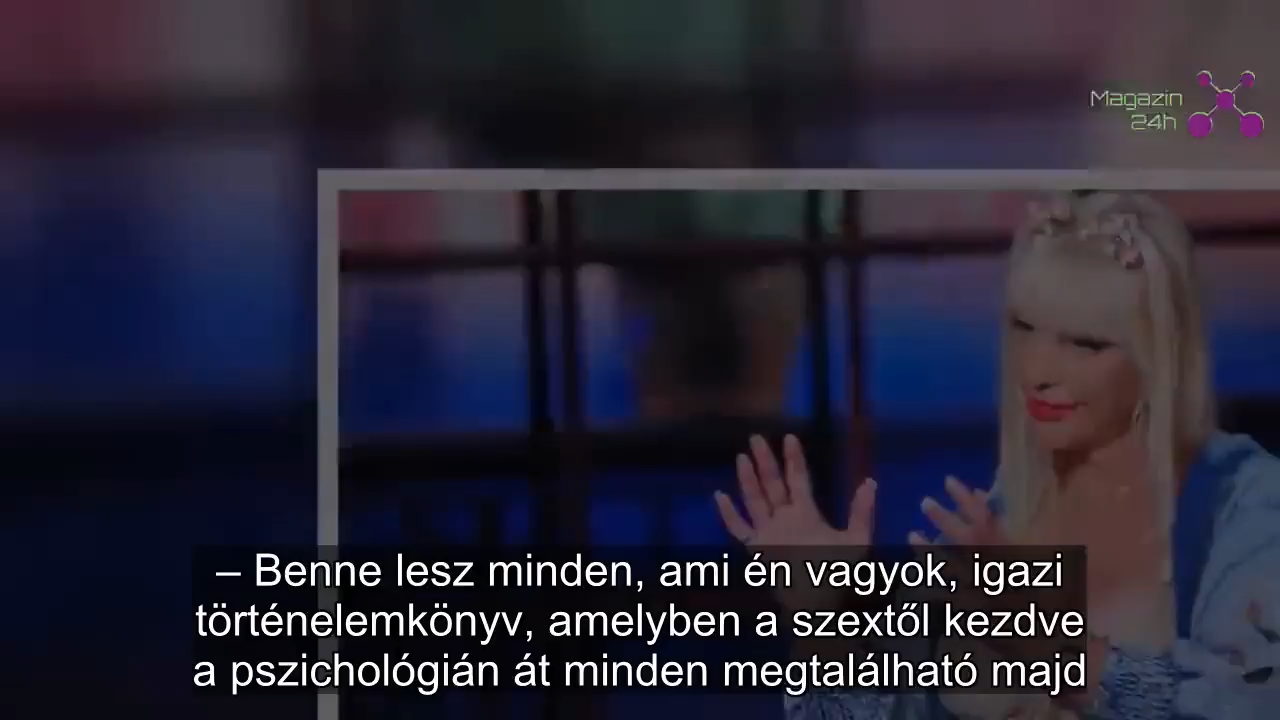 Magazin
24h
– Benne lesz minden, ami én vagyok, igazi
történelemkönyv, amelyben a szextől kezdve
a pszichológián át minden megtalálható majd